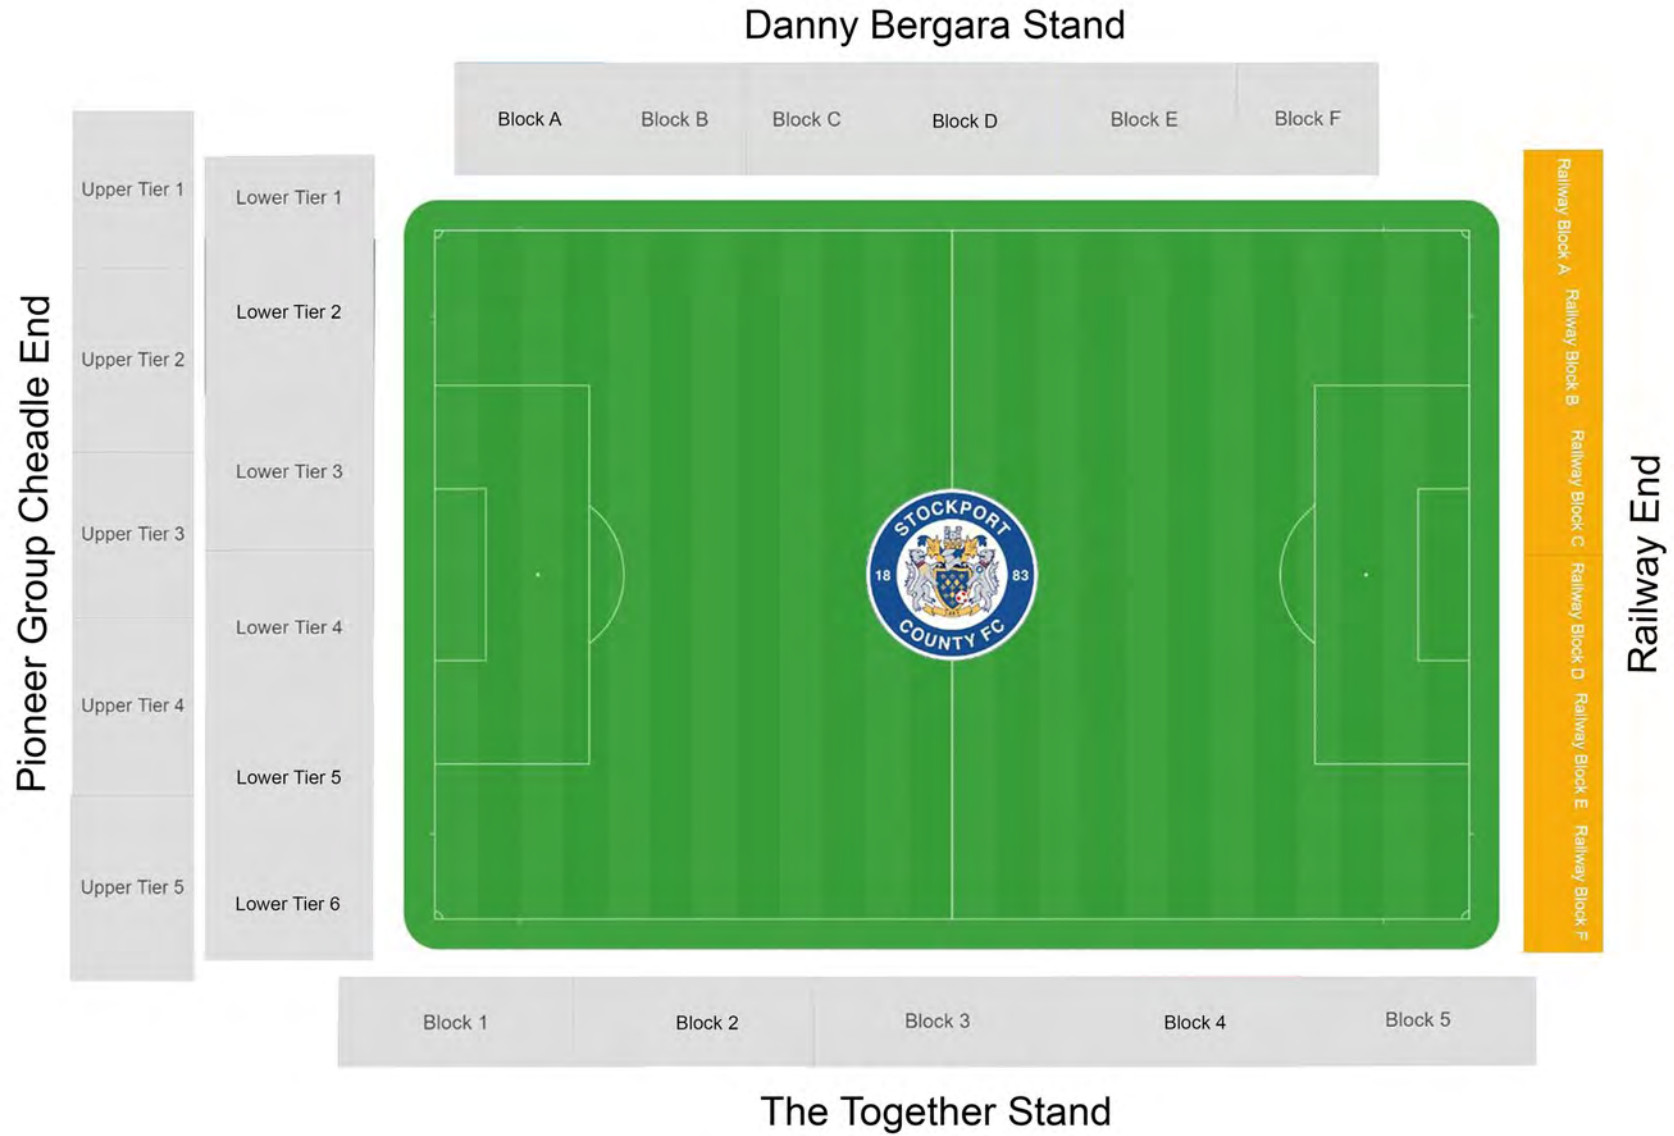 Danny Bergara Stand
Block A
Block B
Block C
Block D
Block E
Block F
Pioneer Group Cheadle End
Upper Tier 1
Upper Tier 2
Upper Tier 3
Upper Tier 4
Upper Tier 5
Lower Tier 1
Lower Tier 2
Lower Tier 3
Lower Tier 4
Lower Tier 5
Lower Tier 6
STOCKPORT
18 83
COUNTY FC
Railway Block A
Railway Block B
Railway Block C
Railway Block D
Railway Block E
Railway Block F
Railway End
Block 1
Block 2
Block 3
Block 4
Block 5
The Together Stand